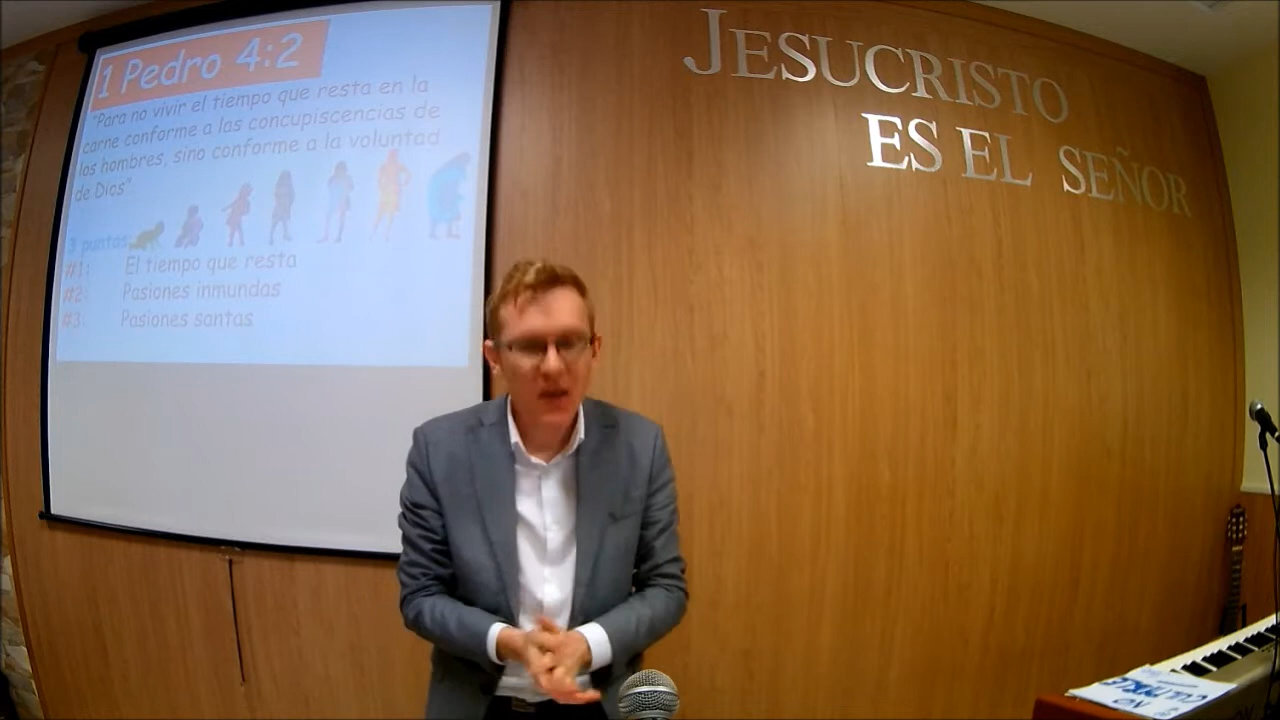 1 Pedro 4:2
"Para no vivir el tiempo que resta en la
carne conforme a las concupiscencias de
los hombres, sino conforme a la voluntad
de Dios"
3 puntos:
#1: El tiempo que resta
#2: Pasiones inmundas
#3: Pasiones santas
JESUCRISTO
ES EL SEÑOR
NO